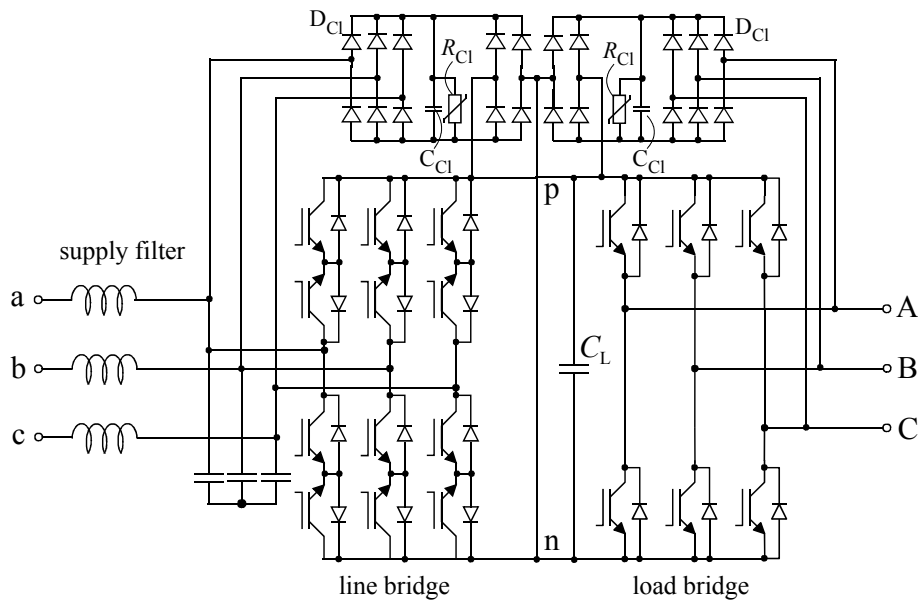 D_Cl
R_Cl
C_Cl
R_Cl
C_Cl
D_Cl
p
supply filter
a
b
c
C_L
A
B
C
n
line bridge
load bridge